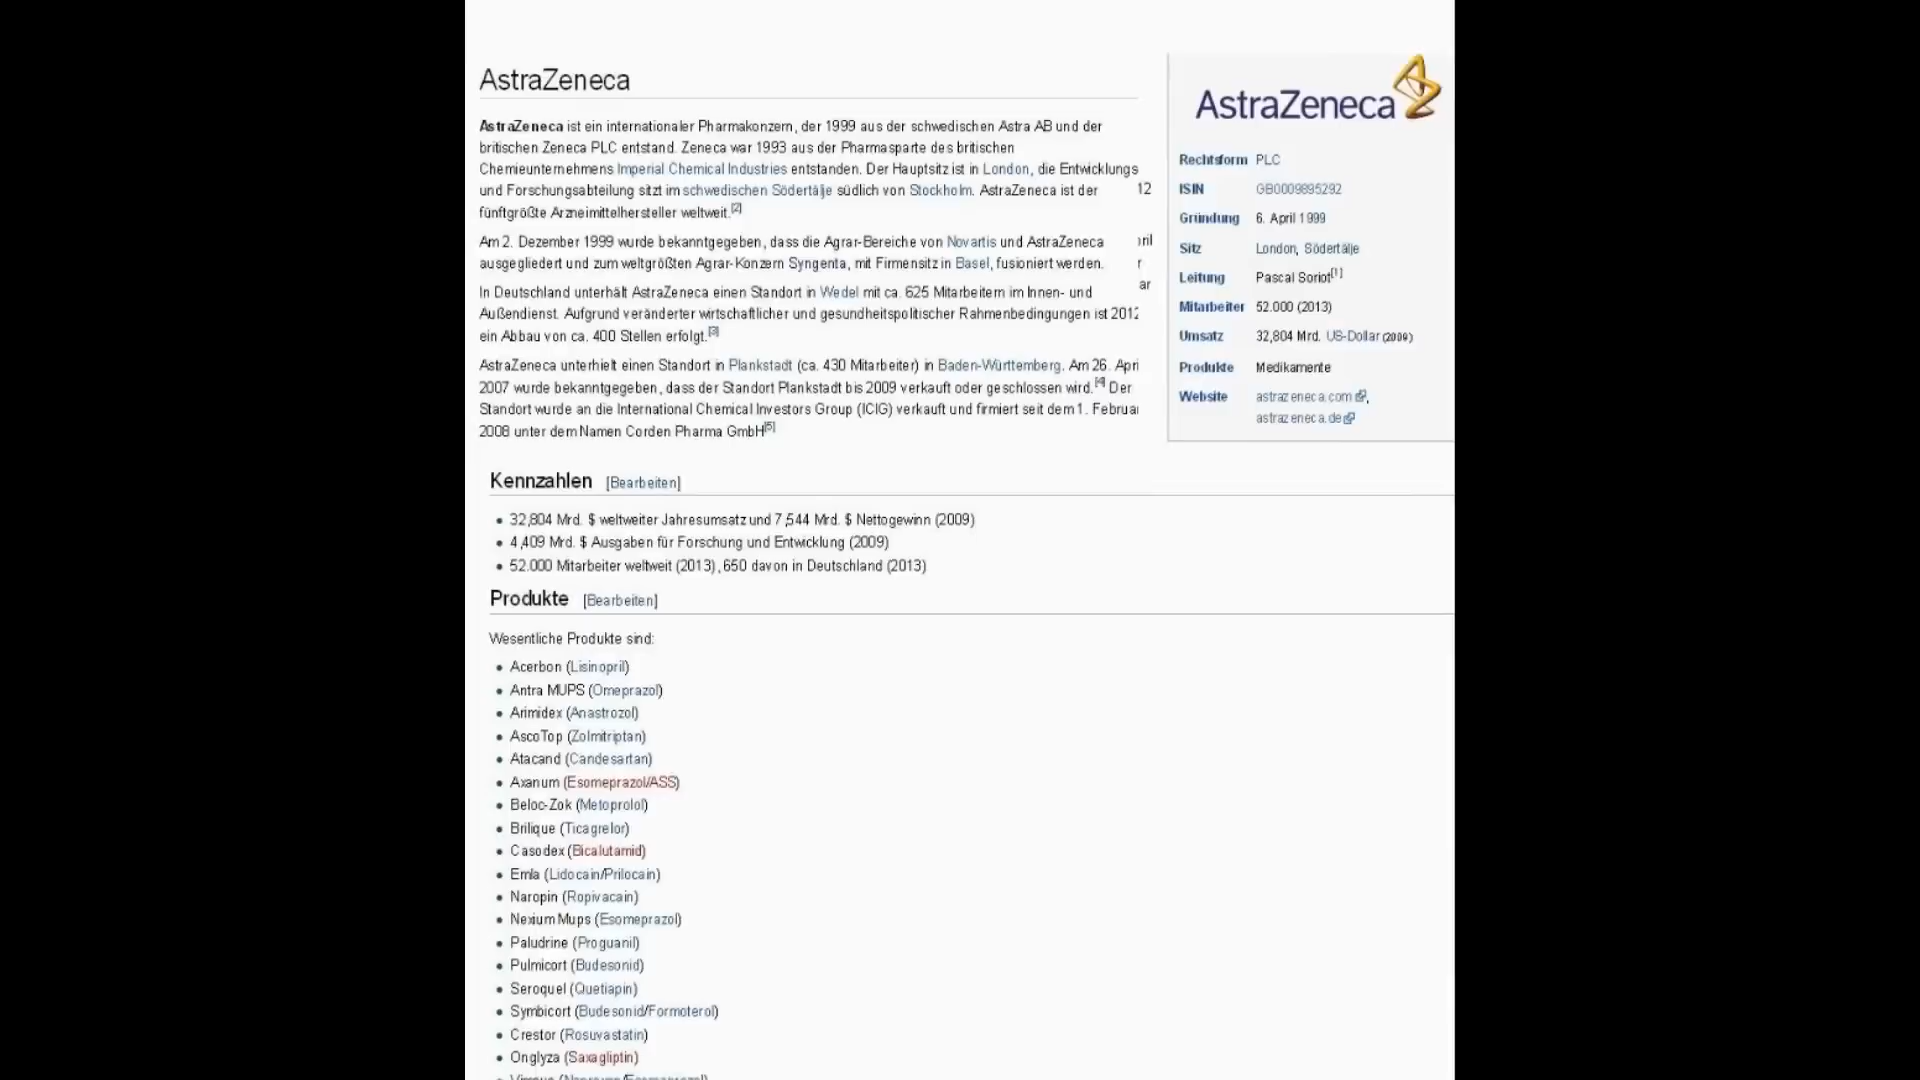 AstraZeneca
AstraZeneca ist ein internationaler Pharmakonzern, der 1999 aus der schwedischen Astra AB und der
britischen Zeneca PLC entstand. Zeneca war 1993 aus der Pharmasparte des britischen
Chemieunternehmens Imperial Chemical Industries entstanden. Der Hauptsitz ist in London, die Entwicklungs
und Forschungsabteilung sitzt im schwedischen Södertälje südlich von Stockholm. AstraZeneca ist der
12
fünftgrößte Arzneimittelhersteller weltweit.[2]
Am 2. Dezember 1999 wurde bekanntgegeben, dass die Agrar-Bereiche von Novartis und AstraZeneca
ril
ausgegliedert und zum weltgrößten Agrar-Konzern Syngenta, mit Firmensitz in Basel, fusioniert werden.
r
ar
In Deutschland unterhält AstraZeneca einen Standort in Wedel mit ca. 625 Mitarbeitern im Innen- und
Außendienst. Aufgrund veränderter wirtschaftlicher und gesundheitspolitischer Rahmenbedingungen ist 2012
ein Abbau von ca. 400 Stellen erfolgt.[3]
AstraZeneca unterhielt einen Standort in Plankstadt (ca. 430 Mitarbeiter) in Baden-Württemberg. Am 26. Apri
2007 wurde bekanntgegeben, dass der Standort Plankstadt bis 2009 verkauft oder geschlossen wird.[4] Der
Standort wurde an die International Chemical Investors Group (ICIG) verkauft und firmiert seit dem 1. Februar
2008 unter dem Namen Corden Pharma GmbH[5]
AstraZeneca
Rechtsform PLC
ISIN GB0009895292
Gründung 6. April 1999
Sitz London, Södertälje
Leitung Pascal Soriot[1]
Mitarbeiter 52.000 (2013)
Umsatz 32,804 Mrd. US-Dollar (2009)
Produkte Medikamente
Website astrazeneca.com,
astrazeneca.de
Kennzahlen [Bearbeiten]
• 32,804 Mrd. $ weltweiter Jahresumsatz und 7,544 Mrd. $ Nettogewinn (2009)
• 4,409 Mrd. $ Ausgaben für Forschung und Entwicklung (2009)
• 52.000 Mitarbeiter weltweit (2013), 650 davon in Deutschland (2013)
Produkte [Bearbeiten]
Wesentliche Produkte sind:
• Acerbon (Lisinopril)
• Antra MUPS (Omeprazol)
• Arimidex (Anastrozol)
• AscoTop (Zolmitriptan)
• Atacand (Candesartan)
• Axanum (Esomeprazol/ASS)
• Beloc-Zok (Metoprolol)
• Brilique (Ticagrelor)
• Casodex (Bicalutamid)
• Emla (Lidocain/Prilocain)
• Naropin (Ropivacain)
• Nexium Mups (Esomeprazol)
• Paludrine (Proguanil)
• Pulmicort (Budesonid)
• Seroquel (Quetiapin)
• Symbicort (Budesonid/Formoterol)
• Crestor (Rosuvastatin)
• Onglyza (Saxagliptin)